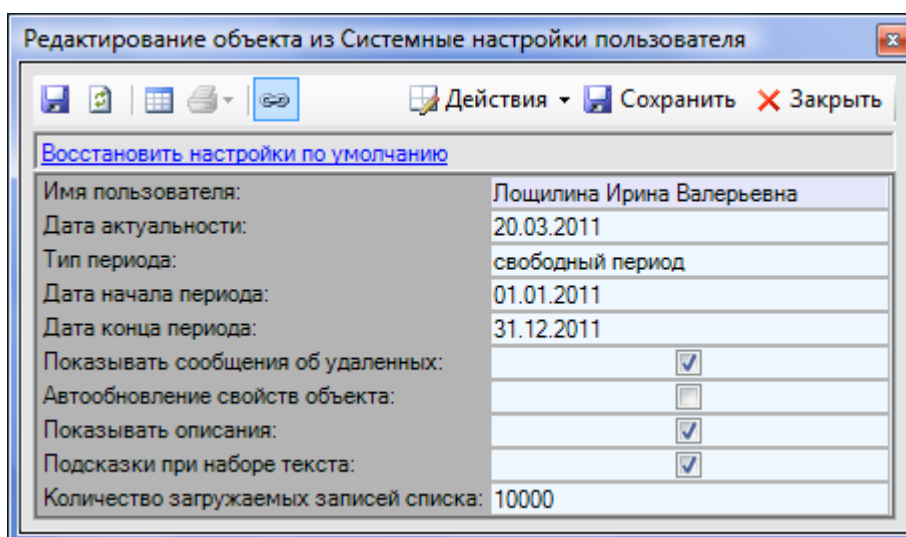 Редактирование объекта из Системные настройки пользователя
Действия Сохранить Закрыть
Восстановить настройки по умолчанию
Имя пользователя: Лощилина Ирина Валерьевна
Дата актуальности: 20.03.2011
Тип периода: свободный период
Дата начала периода: 01.01.2011
Дата конца периода: 31.12.2011
Показывать сообщения об удаленных:
Автообновление свойств объекта:
Показывать описания:
Подсказки при наборе текста:
Количество загружаемых записей списка: 10000